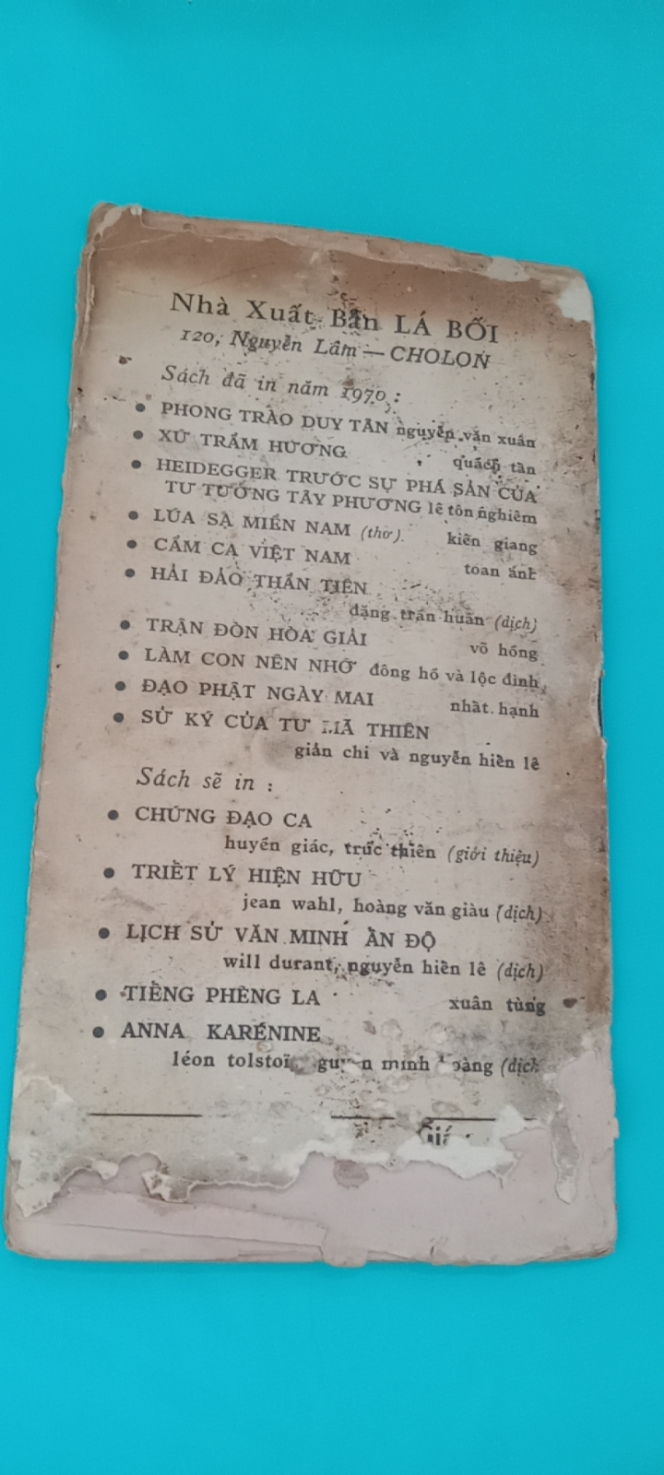 Nhà Xuất Bản LÁ BỐI
120, Nguyễn Lâm — CHOLON
Sách đã in năm 1970 :
• PHONG TRÀO DUY TÂN nguyễn văn xuân
• XỨ TRẦM HƯƠNG quách tàn
• HEIDEGGER TRƯỚC SỰ PHÁ SẢN CỦA
TƯ TƯỞNG TÂY PHƯƠNG lê tôn nghiêm
• LÚA SẠ MIỀN NAM (thơ). kiên giang
• CẦM CA VIỆT NAM toan ánh
• HẢI ĐẢO THẦN TIÊN
đặng trần huân (dịch)
• TRẬN ĐÒN HÒA GIẢI võ hồng
• LÀM CON NÊN NHỚ đông hồ và lộc đình
• ĐẠO PHẬT NGÀY MAI nhất hạnh
• SỬ KÝ CỦA TƯ MÃ THIÊN
giản chi và nguyễn hiến lê
Sách sẽ in :
• CHỨNG ĐẠO CA
huyền giác, trúc thiên (giới thiệu)
• TRIẾT LÝ HIỆN HỮU
jean wahl, hoàng văn giàu (dịch)
• LỊCH SỬ VĂN MINH ẤN ĐỘ
will durant, nguyễn hiến lê (dịch)
• TIẾNG PHÈNG LA xuân tùng
• ANNA KARÉNINE
léon tolstoï minh (dịch